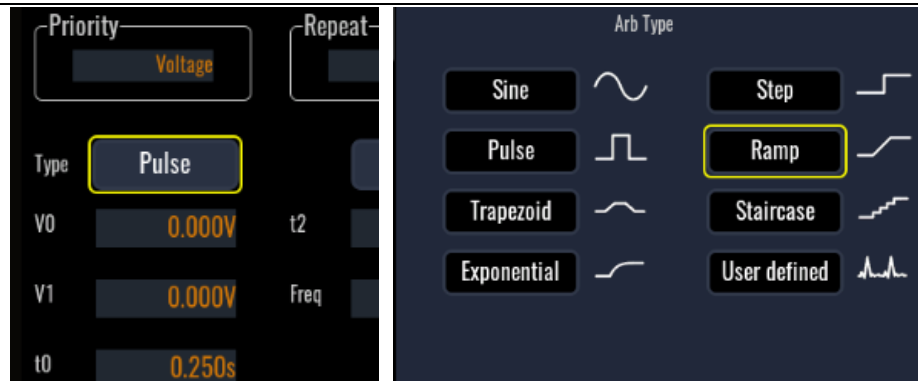 Priority
Repeat
Voltage
Type Pulse
V0 0.000V t2
V1 0.000V Freq
t0 0.250s
Arb Type
Sine Step
Pulse Ramp
Trapezoid Staircase
Exponential User defined